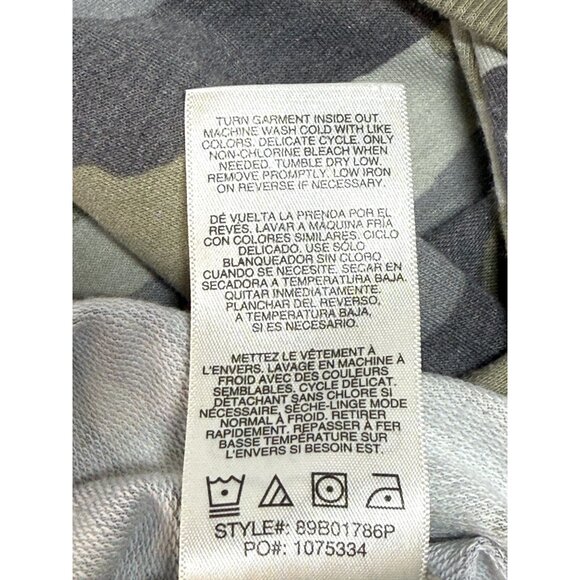 TURN GARMENT INSIDE OUT.
MACHINE WASH COLD WITH LIKE
COLORS. DELICATE CYCLE. ONLY
NON-CHLORINE BLEACH WHEN
NEEDED. TUMBLE DRY LOW.
REMOVE PROMPTLY. LOW IRON
ON REVERSE IF NECESSARY.
DÉ VUELTA LA PRENDA POR EL
REVÉS. LAVAR A MÁQUINA FRÍA
CON COLORES SIMILARES. CICLO
DELICADO. USE SÓLO
BLANQUEADOR SIN CLORO
CUANDO SE NECESITE. SECAR EN
SECADORA A TEMPERATURA BAJA.
QUITAR INMEDIATAMENTE.
PLANCHAR DEL REVERSO,
A TEMPERATURA BAJA,
SI ES NECESARIO.
METTEZ LE VÊTEMENT À
L'ENVERS. LAVAGE EN MACHINE À
FROID AVEC DES COULEURS
SEMBLABLES. CYCLE DÉLICAT.
DÉTACHANT SANS CHLORE SI
NÉCESSAIRE, SÈCHE-LINGE MODE
NORMAL À FROID. RETIRER
RAPIDEMENT. REPASSER À FER
BASSE TEMPÉRATURE SUR
L'ENVERS SI BESOIN EST.
STYLE#: 89B01786P
PO#: 1075334